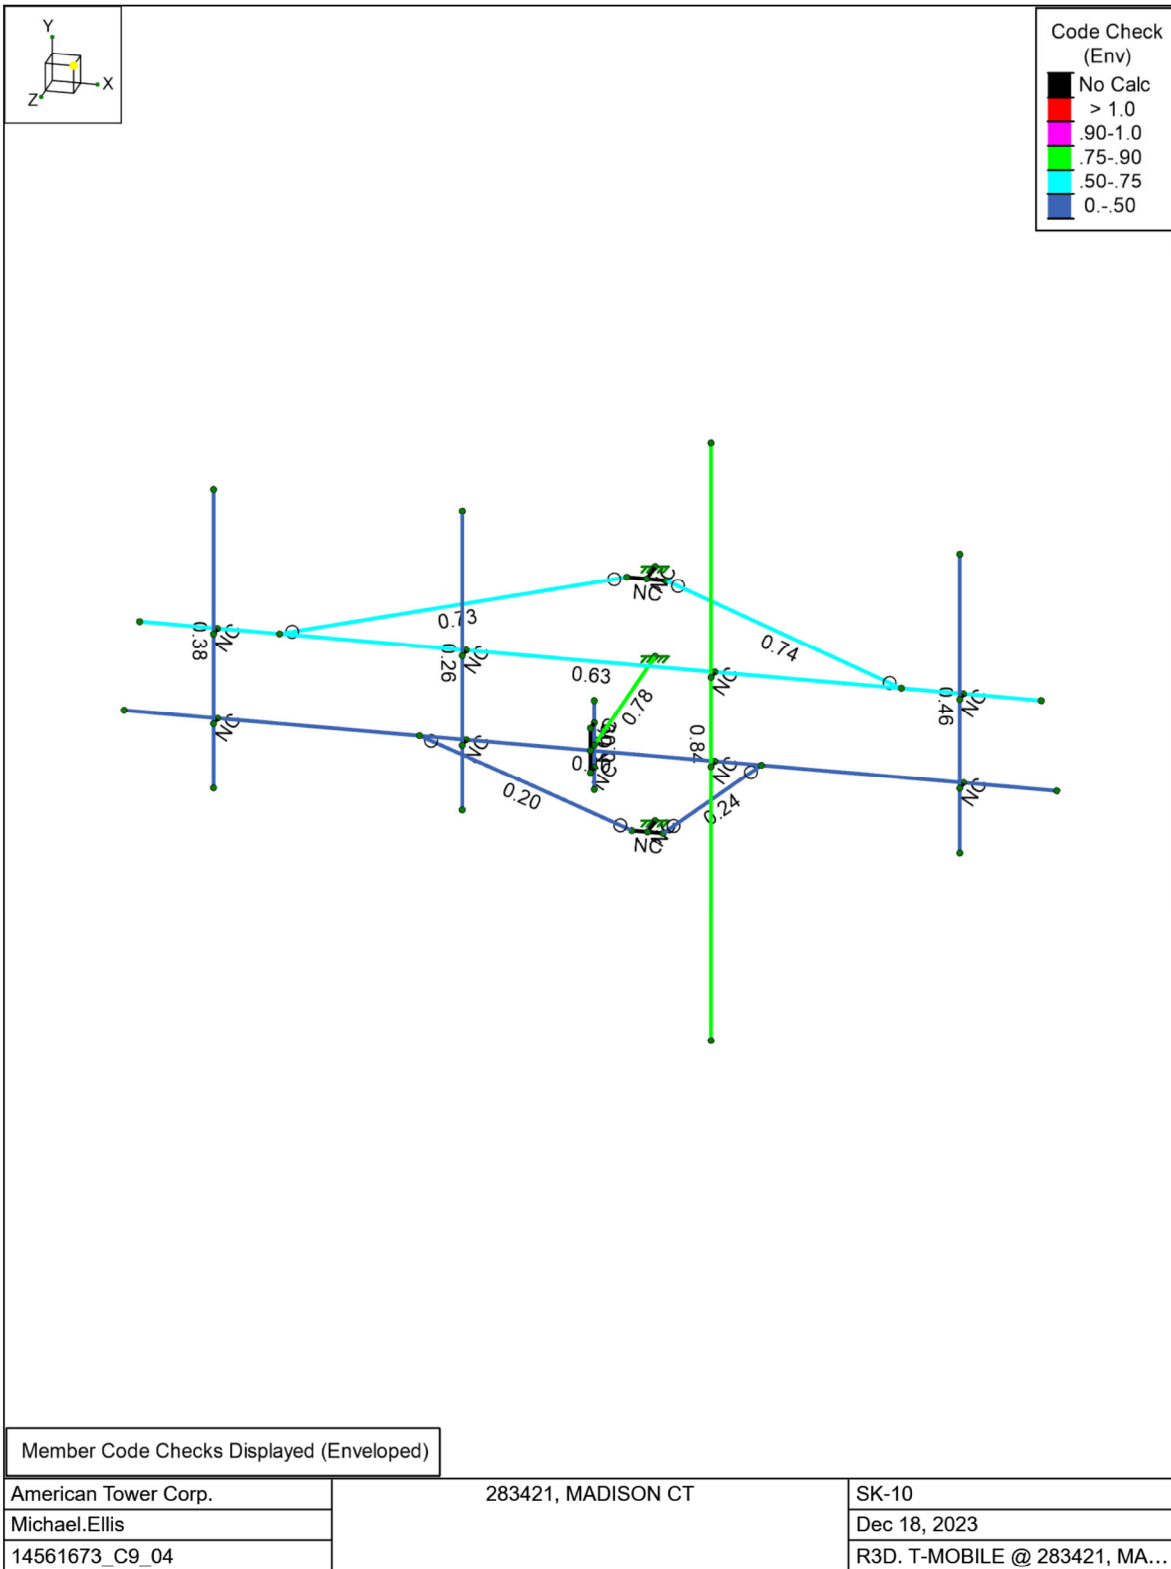 Y
X
Z
Code Check
(Env)
No Calc
> 1.0
.90-1.0
.75-.90
.50-.75
0.-.50
NC
NC
0.73
0.74
NC
0.38
NC
0.26
0.63
NC
0.46
NC
0.78
NC
0.84
NC
NC
NC
NC
0.20
0.24
NC
Member Code Checks Displayed (Enveloped)
American Tower Corp.
283421, MADISON CT
SK-10
Michael.Ellis
Dec 18, 2023
14561673_C9_04
R3D. T-MOBILE @ 283421, MA...